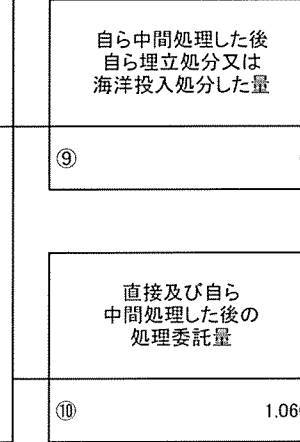 自ら中間処理した後
自ら埋立処分又は
海洋投入処分した量
⑨
直接及び自ら
中間処理した後の
処理委託量
⑩ 1.06